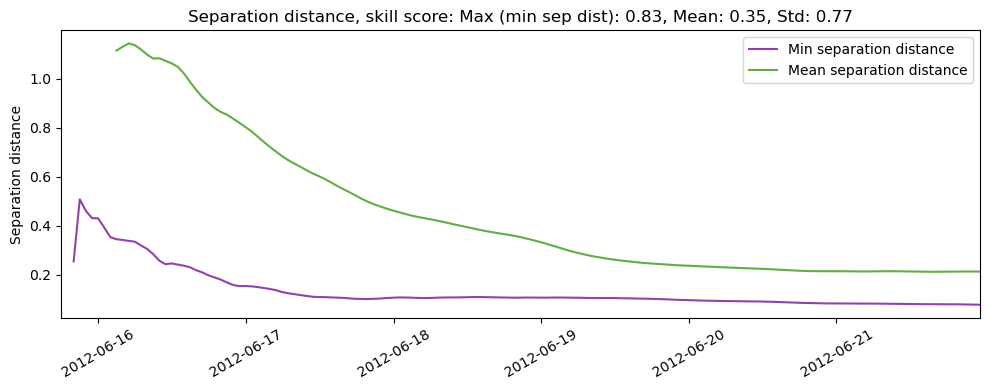 Separation distance, skill score: Max (min sep dist): 0.83, Mean: 0.35, Std: 0.77
Min separation distance
Mean separation distance
Separation distance
1.0
0.8
0.6
0.4
0.2
2012-06-16
2012-06-17
2012-06-18
2012-06-19
2012-06-20
2012-06-21